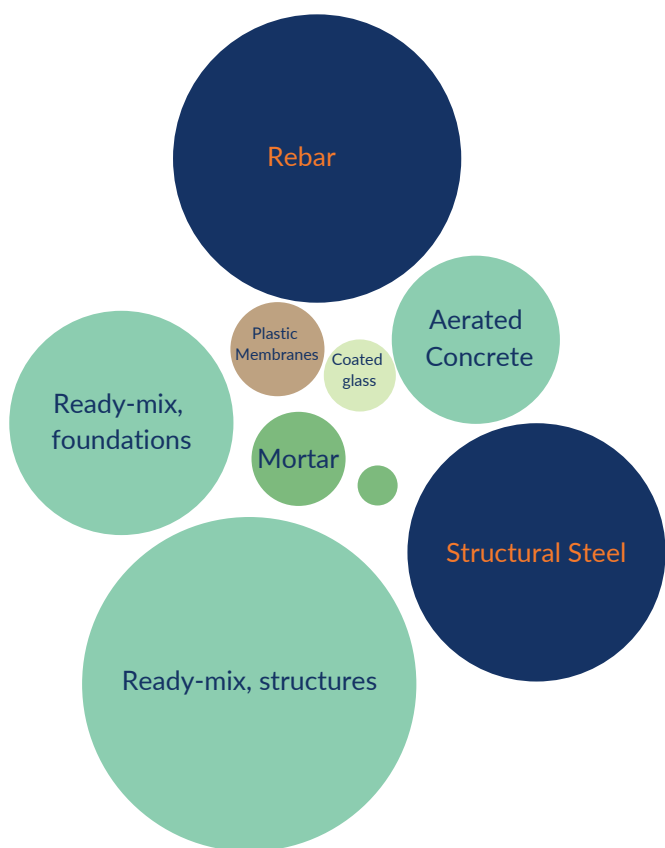 Rebar
Aerated
Concrete
Plastic
Membranes
Coated
glass
Ready-mix,
foundations
Mortar
Structural Steel
Ready-mix, structures